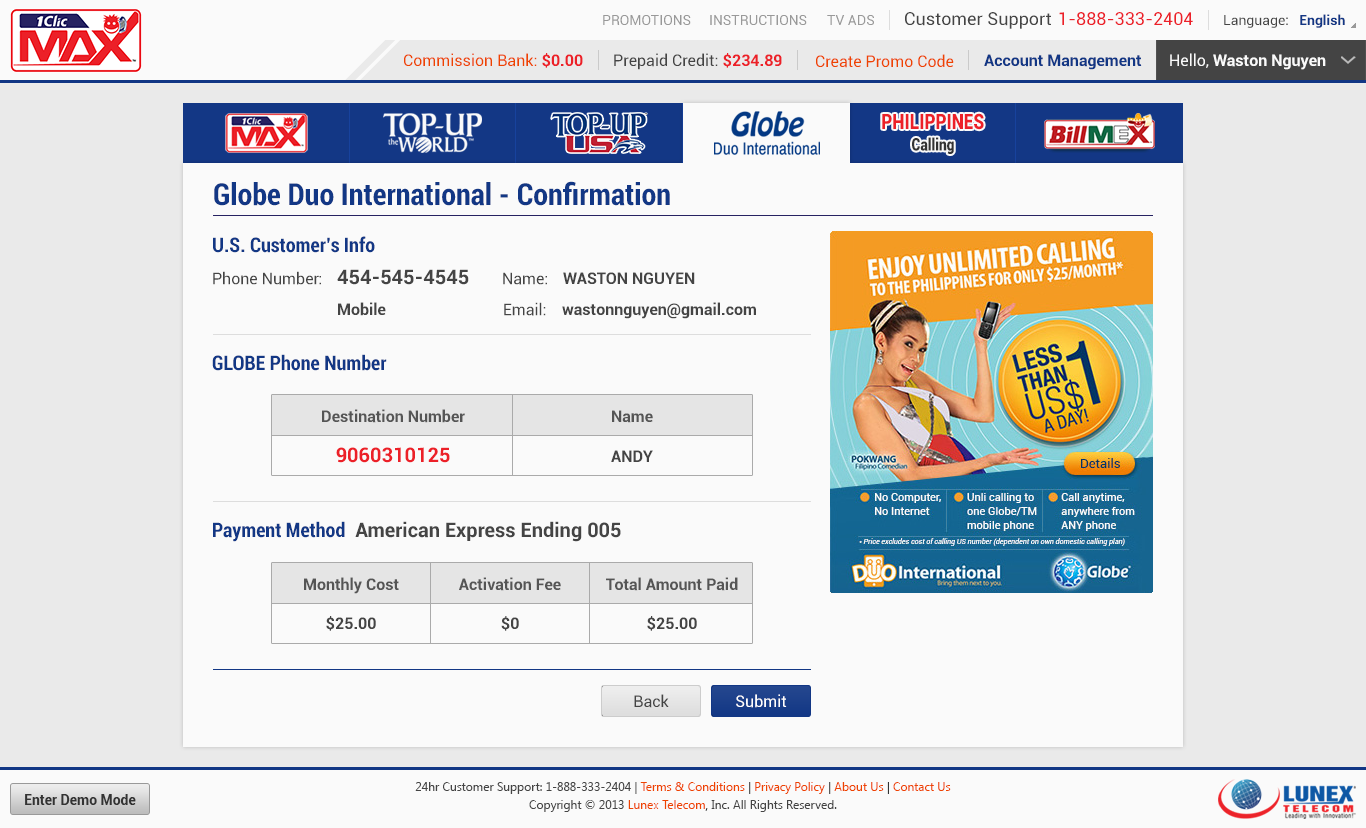 1Clic
MAX
PROMOTIONS INSTRUCTIONS TV ADS Customer Support 1-888-333-2404 Language: English
Commission Bank: $0.00 Prepaid Credit: $234.89 Create Promo Code Account Management Hello, Waston Nguyen
1Clic
MAX
TOP-UP
the WORLD
TOP-UP
USA
Globe
Duo International
PHILIPPINES
Calling
BillMEX
Globe Duo International - Confirmation
U.S. Customer's Info
Phone Number: 454-545-4545 Name: WASTON NGUYEN
Mobile Email: wastonnguyen@gmail.com
GLOBE Phone Number
Destination Number Name
9060310125 ANDY
Payment Method American Express Ending 005
Monthly Cost Activation Fee Total Amount Paid
$25.00 $0 $25.00
Back Submit
ENJOY UNLIMITED CALLING
TO THE PHILIPPINES FOR ONLY $25/MONTH*
LESS
THAN
US$ 1
A DAY!
POKWANG
Filipino Comedian
Details
No Computer,
No Internet
Unli calling to
one Globe/TM
mobile phone
Call anytime,
anywhere from
ANY phone
• Price excludes cost of calling US number (dependent on own domestic calling plan)
DUO International
Bring them next to you.
Globe
Enter Demo Mode
24hr Customer Support: 1-888-333-2404 | Terms & Conditions | Privacy Policy | About Us | Contact Us
Copyright © 2013 Lunex Telecom, Inc. All Rights Reserved.
LUNEX
TELECOM
Leading with Innovation!